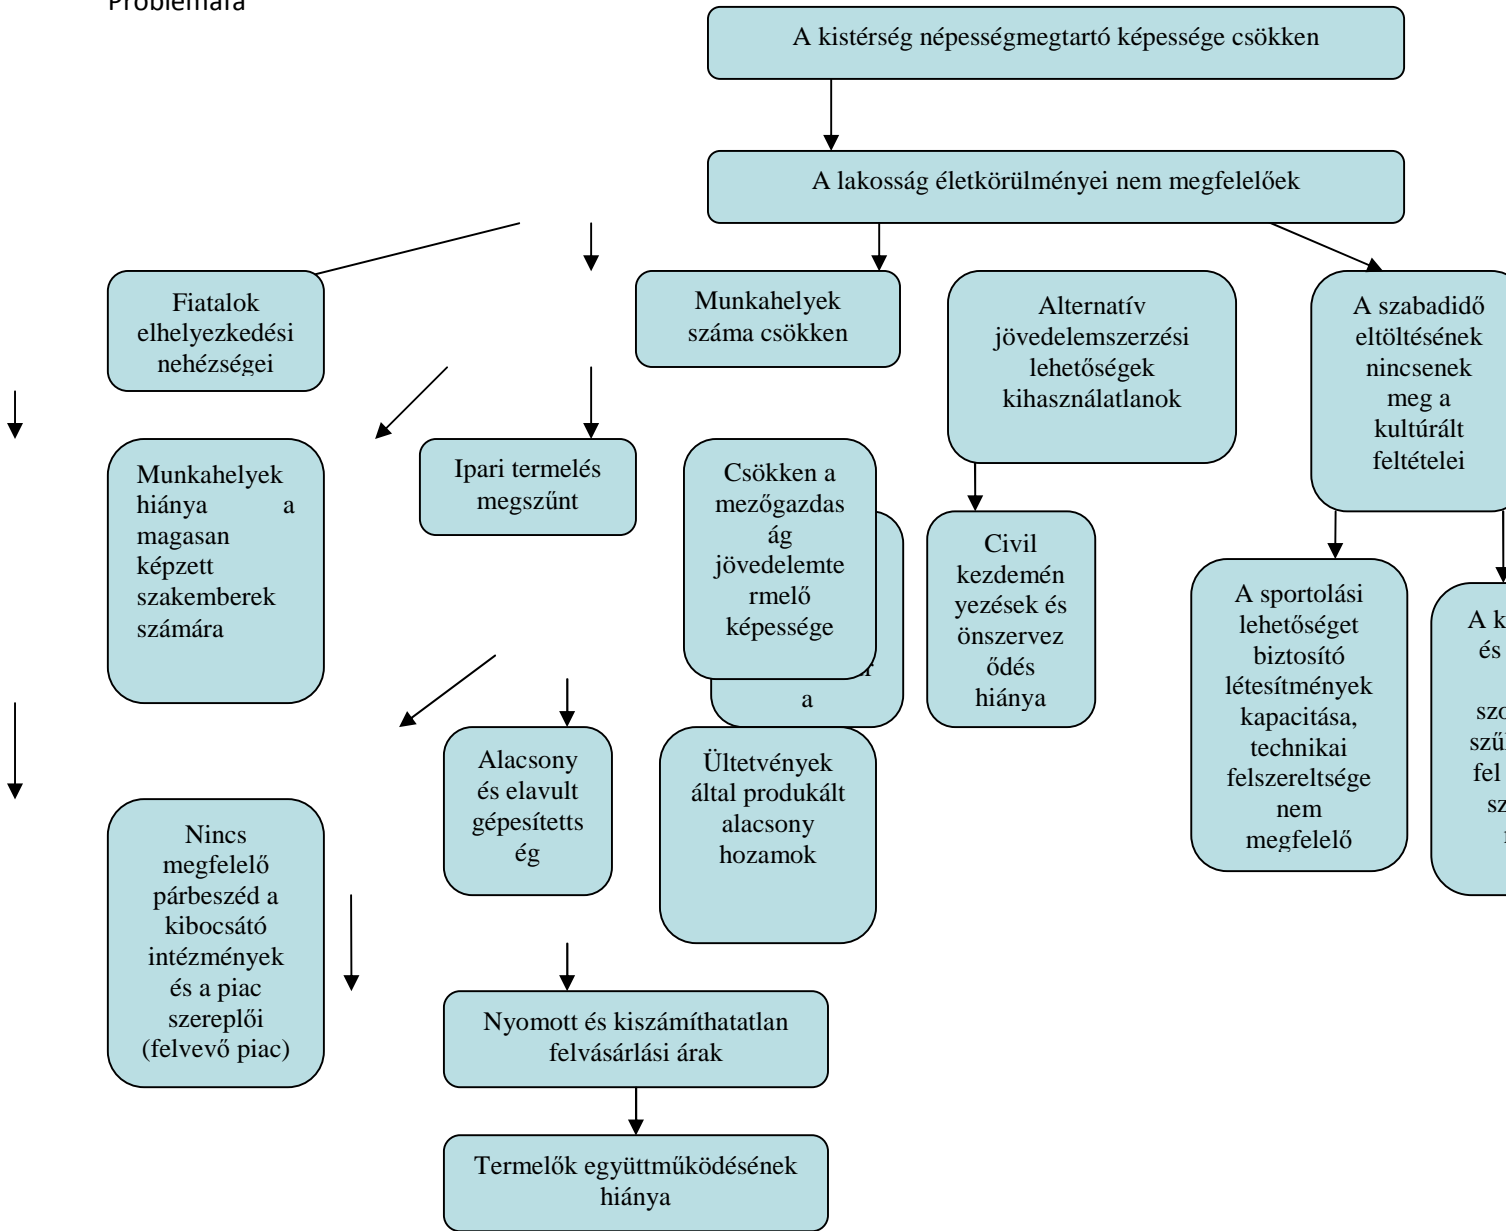 Problémafa
A kistérség népességmegtartó képessége csökken
A lakosság életkörülményei nem megfelelőek
Fiatalok
elhelyezkedési
nehézségei
Munkahelyek
száma csökken
Alternatív
jövedelemszerzési
lehetőségek
kihasználatlanok
A szabadidő
eltöltésének
nincsenek
meg a
kultúrált
feltételei
Munkahelyek
hiánya a
magasan
képzett
szakemberek
számára
Ipari termelés
megszűnt
Csökken a
mezőgazdas
ág
jövedelemte
rmelő
képessége
a
Civil
kezdemén
yezések és
önszervez
ődés
hiánya
A sportolási
lehetőséget
biztosító
létesítmények
kapacitása,
technikai
felszereltsége
nem
megfelelő
A k
és
szo
fel
sz
Nincs
megfelelő
párbeszéd a
kibocsátó
intézmények
és a piac
szereplői
(felvevő piac)
Alacsony
és elavult
gépesítetts
ég
Ültetvények
által produkált
alacsony
hozamok
Nyomott és kiszámíthatatlan
felvásárlási árak
Termelők együttműködésének
hiánya